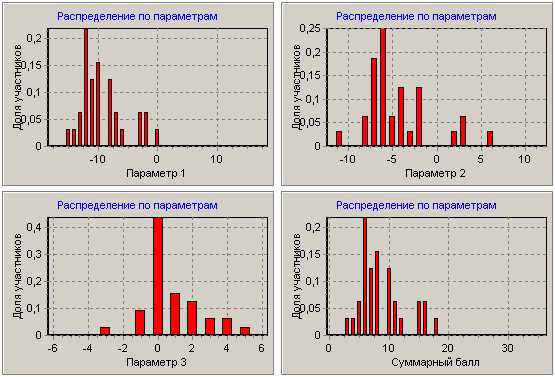 Распределение по параметрам
Доля участников
0,2
0,15
0,1
0,05
0
-10 0 10
Параметр 1
Распределение по параметрам
Доля участников
0,25
0,2
0,15
0,1
0,05
0
-10 -5 0 5 10
Параметр 2
Распределение по параметрам
Доля участников
0,4
0,3
0,2
0,1
0
-6 -4 -2 0 2 4 6
Параметр 3
Распределение по параметрам
Доля участников
0,2
0,15
0,1
0,05
0
0 10 20 30
Суммарный балл